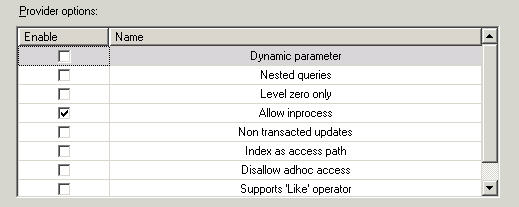 Provider options:
Enable Name
Dynamic parameter
Nested queries
Level zero only
Allow inprocess
Non transacted updates
Index as access path
Disallow adhoc access
Supports 'Like' operator